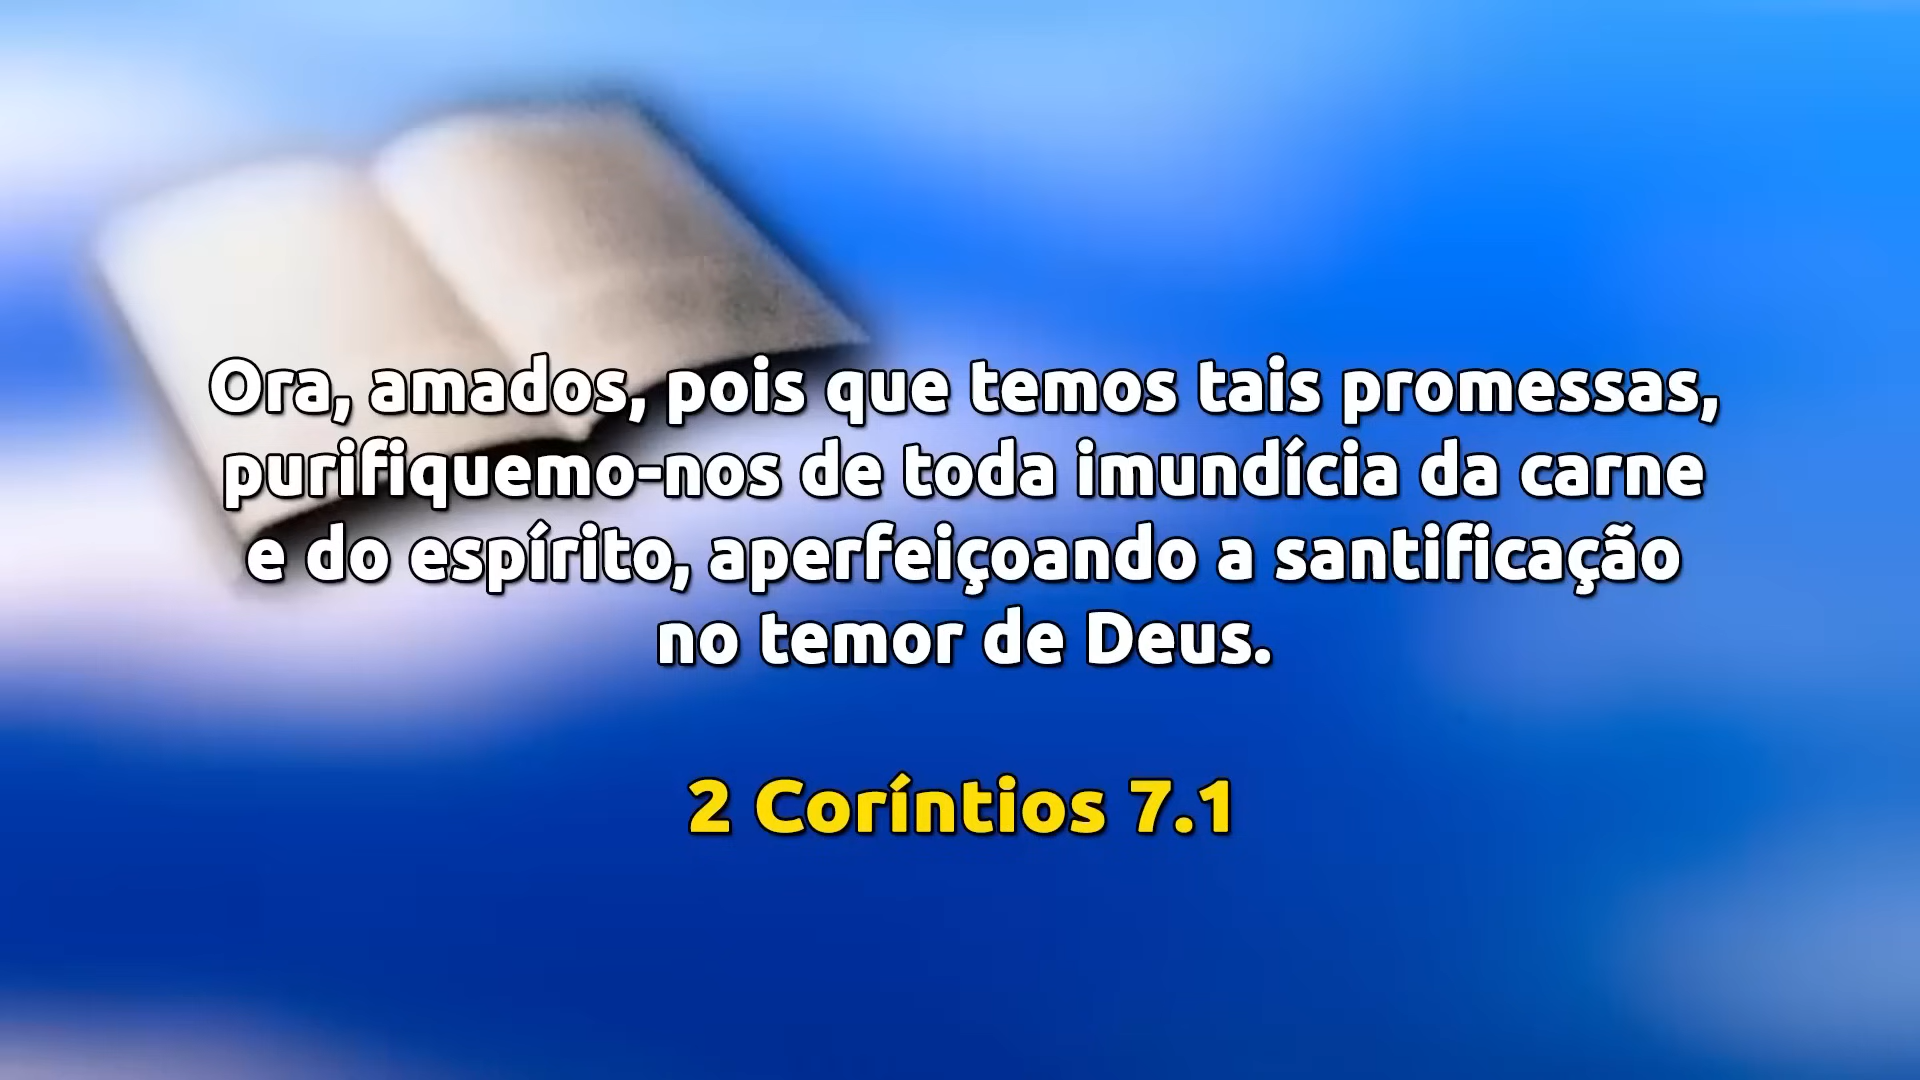 Ora, amados, pois que temos tais promessas,
purifiquemo-nos de toda imundícia da carne
e do espírito, aperfeiçoando a santificação
no temor de Deus.
2 Coríntios 7.1